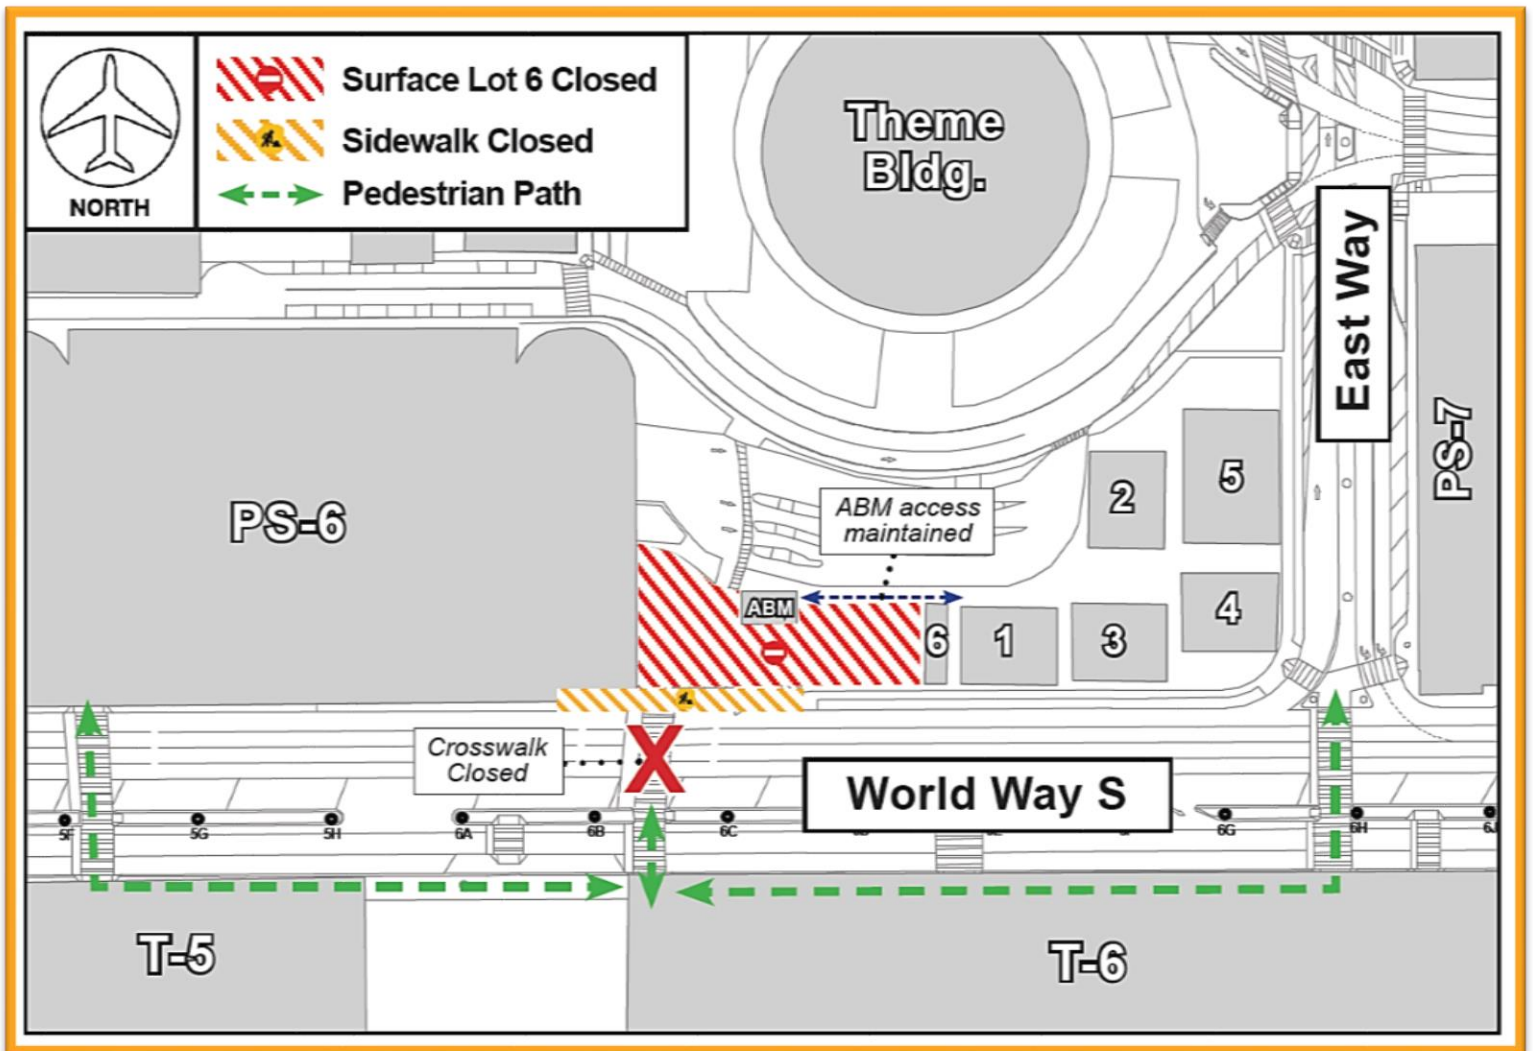 NORTH
Surface Lot 6 Closed
Sidewalk Closed
Pedestrian Path
Theme
Bldg.
East Way
PS-7
PS-6
2
5
ABM access
maintained
ABM
6
1
3
4
Crosswalk
Closed
X
World Way S
5F
5G
5H
6A
6B
6C
6G
6H
T-5
T-6